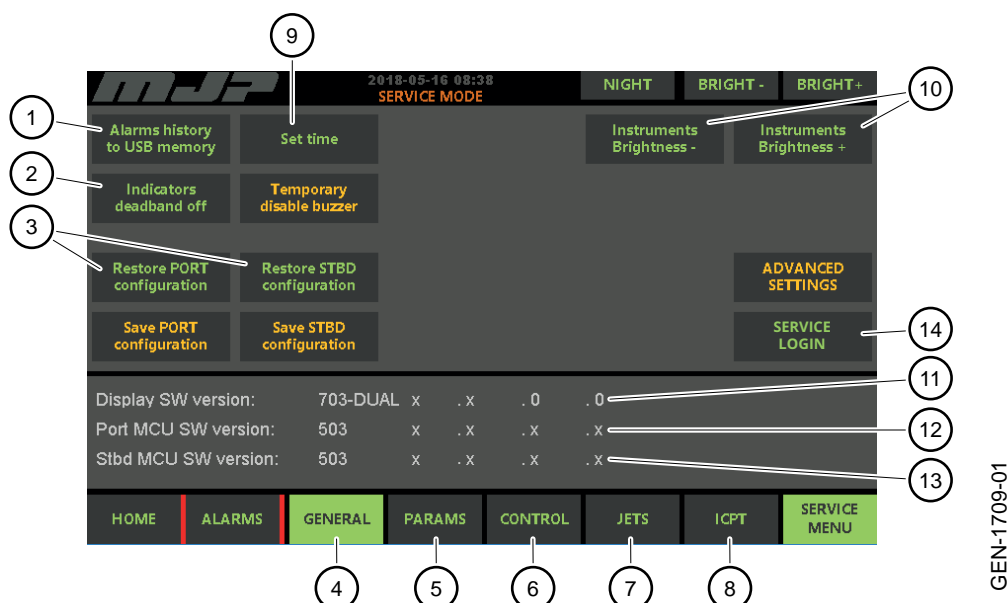 9
MJP
2018-05-16 08:38
SERVICE MODE
NIGHT
BRIGHT -
BRIGHT+
10
1
Alarms history
to USB memory
Set time
Instruments
Brightness -
Instruments
Brightness +
2
Indicators
deadband off
Temporary
disable buzzer
3
Restore PORT
configuration
Restore STBD
configuration
ADVANCED
SETTINGS
Save PORT
configuration
Save STBD
configuration
SERVICE
LOGIN
14
11
Display SW version: 703-DUAL x .x .0 .0
Port MCU SW version: 503 x .x .x .x
12
Stbd MCU SW version: 503 x .x .x .x
13
HOME
ALARMS
GENERAL
PARAMS
CONTROL
JETS
ICPT
SERVICE
MENU
4
5
6
7
8
GEN-1709-01